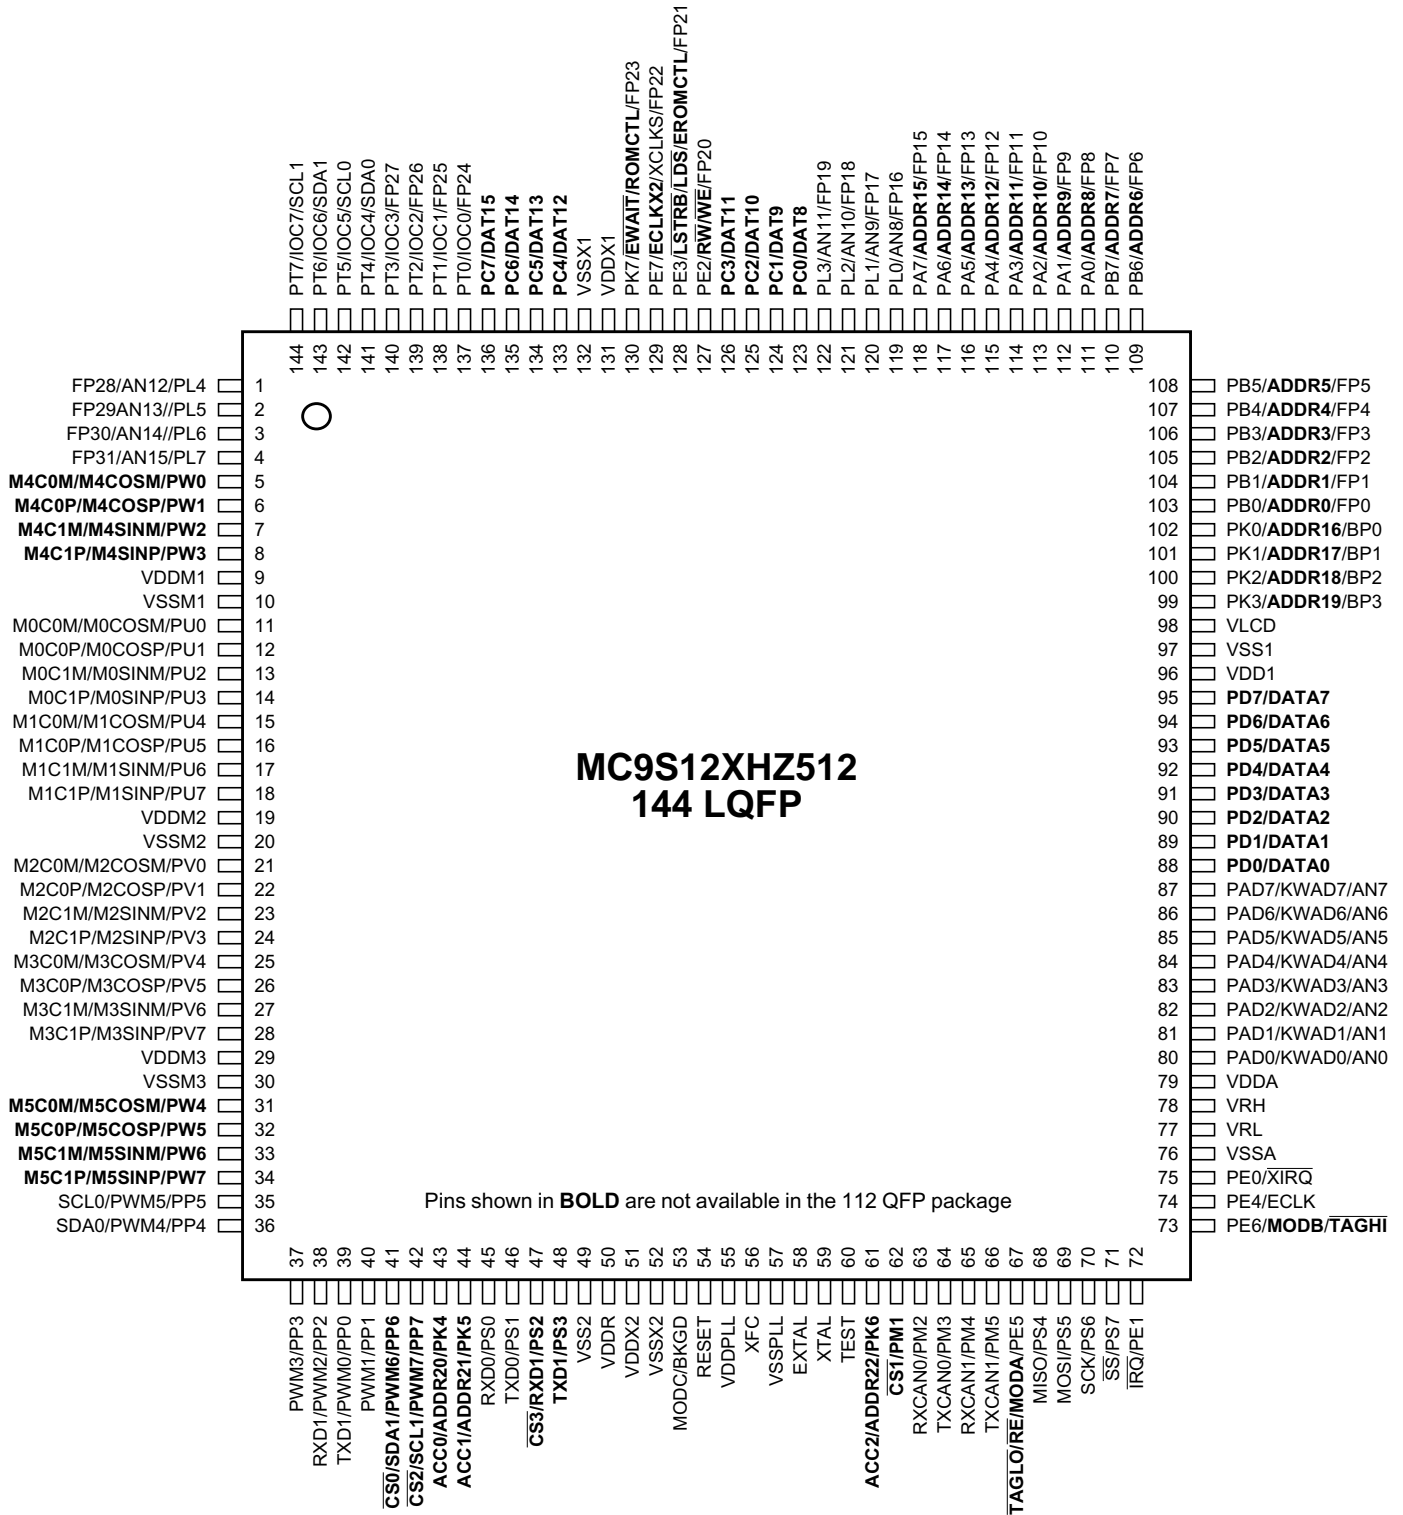 PT7/IOC7/SCL1
PT6/IOC6/SDA1
PT5/IOC5/SCL0
PT4/IOC4/SDA0
PT3/IOC3/FP27
PT2/IOC2/FP26
PT1/IOC1/FP25
PT0/IOC0/FP24
PC7/DAT15
PC6/DAT14
PC5/DAT13
PC4/DAT12
VSSX1
VDDX1
PK7/EWAIT/ROMCTL/FP23
PE7/ECLKX2/XCLKS/FP22
PE3/LSTRB/LDS/EROMCTL/FP21
PE2/RW/WE/FP20
PC3/DAT11
PC2/DAT10
PC1/DAT9
PC0/DAT8
PL3/AN11/FP19
PL2/AN10/FP18
PL1/AN9/FP17
PL0/AN8/FP16
PA7/ADDR15/FP15
PA6/ADDR14/FP14
PA5/ADDR13/FP13
PA4/ADDR12/FP12
PA3/ADDR11/FP11
PA2/ADDR10/FP10
PA1/ADDR9/FP9
PA0/ADDR8/FP8
PB7/ADDR7/FP7
PB6/ADDR6/FP6
144
143
142
141
140
139
138
137
136
135
134
133
132
131
130
129
128
127
126
125
124
123
122
121
120
119
118
117
116
115
114
113
112
111
110
109
FP28/AN12/PL4 1
FP29AN13//PL5 2
FP30/AN14//PL6 3
FP31/AN15/PL7 4
M4C0M/M4COSM/PW0 5
M4C0P/M4COSP/PW1 6
M4C1M/M4SINM/PW2 7
M4C1P/M4SINP/PW3 8
VDDM1 9
VSSM1 10
M0C0M/M0COSM/PU0 11
M0C0P/M0COSP/PU1 12
M0C1M/M0SINM/PU2 13
M0C1P/M0SINP/PU3 14
M1C0M/M1COSM/PU4 15
M1C0P/M1COSP/PU5 16
M1C1M/M1SINM/PU6 17
M1C1P/M1SINP/PU7 18
VDDM2 19
VSSM2 20
M2C0M/M2COSM/PV0 21
M2C0P/M2COSP/PV1 22
M2C1M/M2SINM/PV2 23
M2C1P/M2SINP/PV3 24
M3C0M/M3COSM/PV4 25
M3C0P/M3COSP/PV5 26
M3C1M/M3SINM/PV6 27
M3C1P/M3SINP/PV7 28
VDDM3 29
VSSM3 30
M5C0M/M5COSM/PW4 31
M5C0P/M5COSP/PW5 32
M5C1M/M5SINM/PW6 33
M5C1P/M5SINP/PW7 34
SCL0/PWM5/PP5 35
SDA0/PWM4/PP4 36
MC9S12XHZ512
144 LQFP
Pins shown in BOLD are not available in the 112 QFP package
108 PB5/ADDR5/FP5
107 PB4/ADDR4/FP4
106 PB3/ADDR3/FP3
105 PB2/ADDR2/FP2
104 PB1/ADDR1/FP1
103 PB0/ADDR0/FP0
102 PK0/ADDR16/BP0
101 PK1/ADDR17/BP1
100 PK2/ADDR18/BP2
99 PK3/ADDR19/BP3
98 VLCD
97 VSS1
96 VDD1
95 PD7/DATA7
94 PD6/DATA6
93 PD5/DATA5
92 PD4/DATA4
91 PD3/DATA3
90 PD2/DATA2
89 PD1/DATA1
88 PD0/DATA0
87 PAD7/KWAD7/AN7
86 PAD6/KWAD6/AN6
85 PAD5/KWAD5/AN5
84 PAD4/KWAD4/AN4
83 PAD3/KWAD3/AN3
82 PAD2/KWAD2/AN2
81 PAD1/KWAD1/AN1
80 PAD0/KWAD0/AN0
79 VDDA
78 VRH
77 VRL
76 VSSA
75 PE0/XIRQ
74 PE4/ECLK
73 PE6/MODB/TAGHI
37
38
39
40
41
42
43
44
45
46
47
48
49
50
51
52
53
54
55
56
57
58
59
60
61
62
63
64
65
66
67
68
69
70
71
72
PWM3/PP3
RXD1/PWM2/PP2
TXD1/PWM0/PP0
PWM1/PP1
CS0/SDA1/PWM6/PP6
CS2/SCL1/PWM7/PP7
ACC0/ADDR20/PK4
ACC1/ADDR21/PK5
RXD0/PS0
TXD0/PS1
CS3/RXD1/PS2
TXD1/PS3
VSS2
VDDR
VDDX2
VSSX2
MODC/BKGD
RESET
VDDPLL
XFC
VSSPLL
EXTAL
XTAL
TEST
ACC2/ADDR22/PK6
CS1/PM1
RXCAN0/PM2
TXCAN0/PM3
RXCAN1/PM4
TXCAN1/PM5
TAGLO/RE/MODA/PE5
MISO/PS4
MOSI/PS5
SCK/PS6
SS/PS7
IRQ/PE1